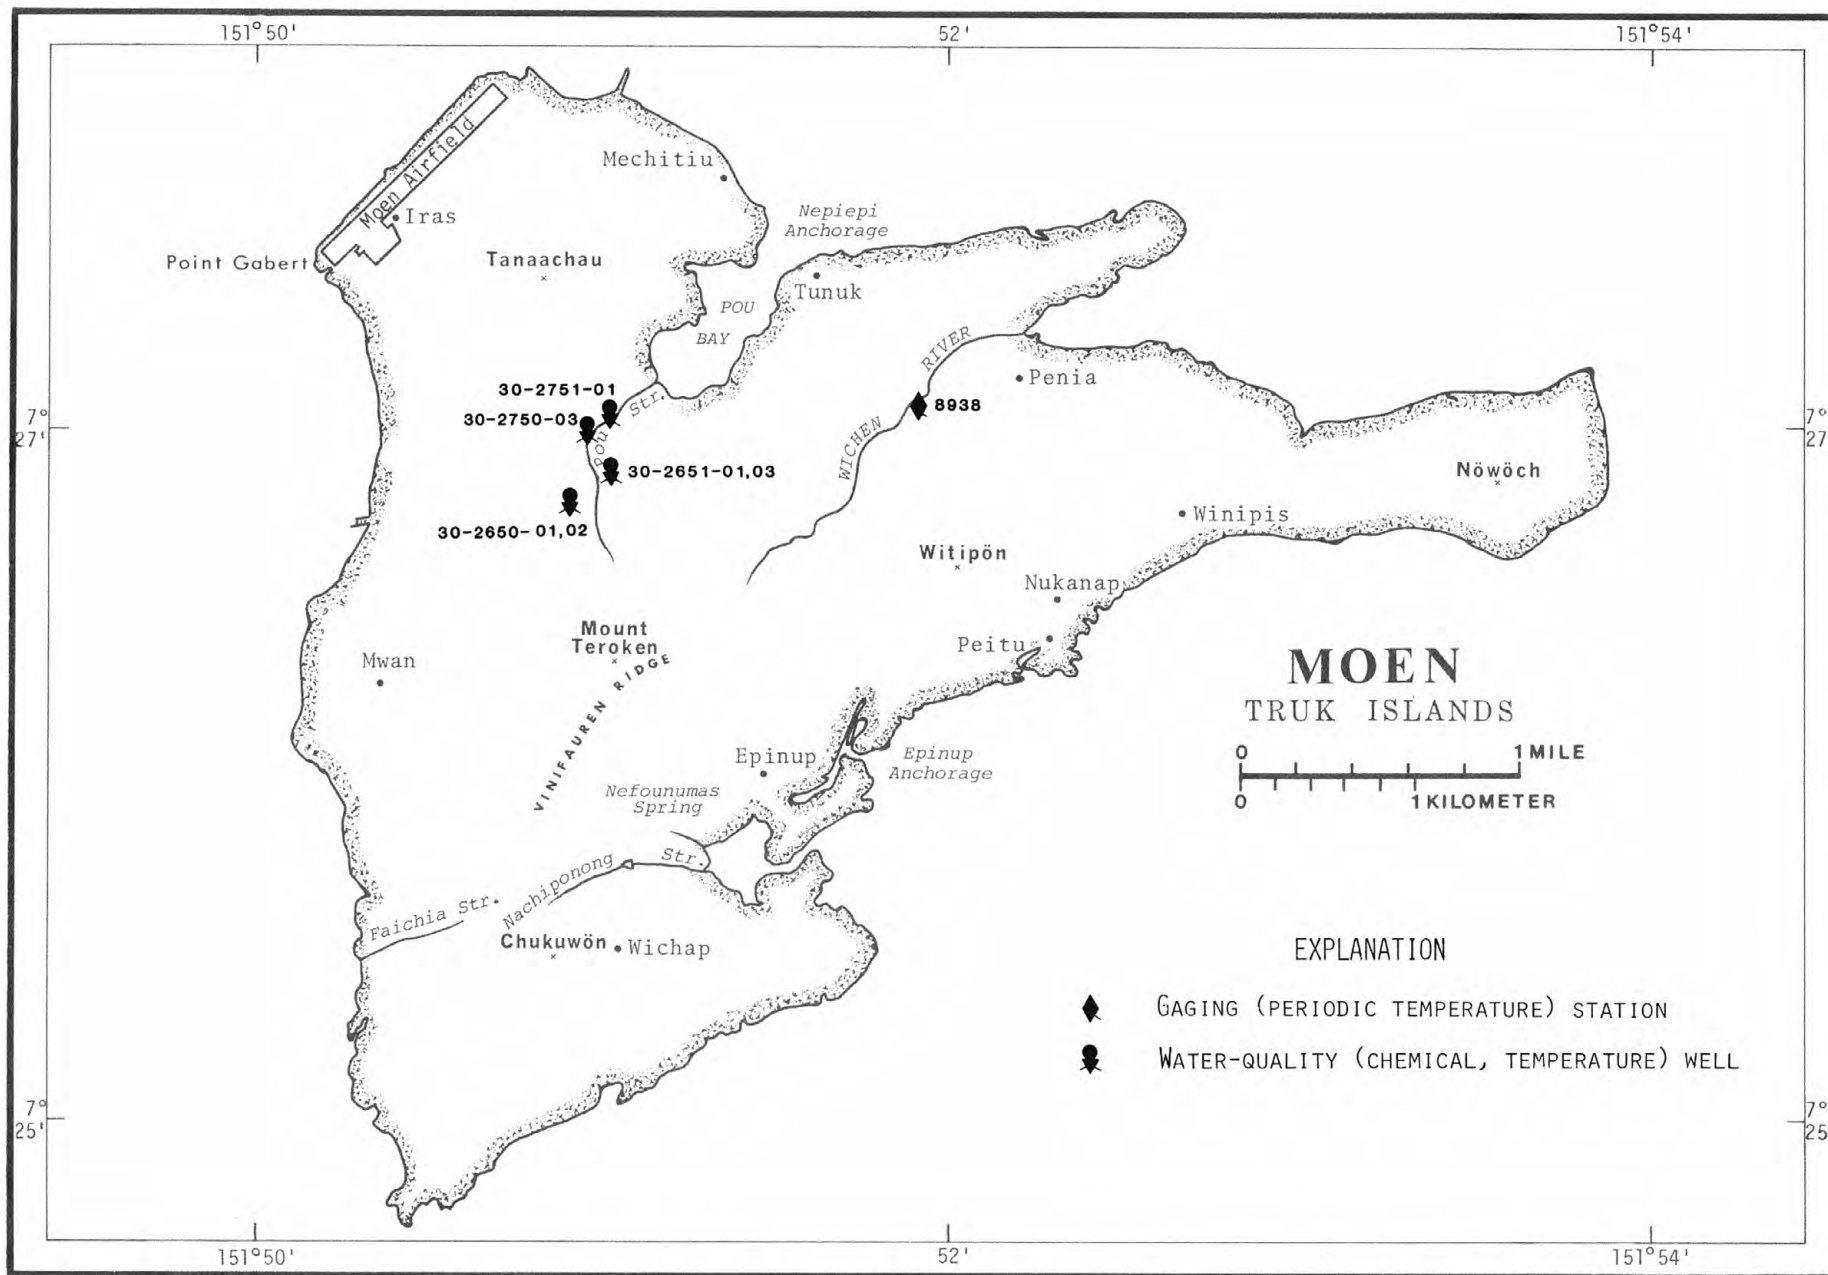 151°50'
52'
151°54'
Moen Airfield
Mechitiu
Iras
Nepiepi
Anchorage
Point Gabert
Tanaachau
Tunuk
POU
BAY
WICHEN RIVER
Penia
30-2751-01
Pou Str.
8938
7°
27'
30-2750-03
7°
27'
30-2651-01,03
Nöwöch
30-2650-01,02
Winipis
Witipön
Nukanap
Mount
Teroken
Peitu
Mwan
VINIFAUREN RIDGE
MOEN
TRUK ISLANDS
0
1 MILE
0
1 KILOMETER
Epinup
Epinup
Anchorage
Nefounumas
Spring
Nachiponong Str.
Faichia Str.
Chukuwön
Wichap
EXPLANATION
GAGING (PERIODIC TEMPERATURE) STATION
WATER-QUALITY (CHEMICAL, TEMPERATURE) WELL
7°
25'
7°
25'
151°50'
52'
151°54'